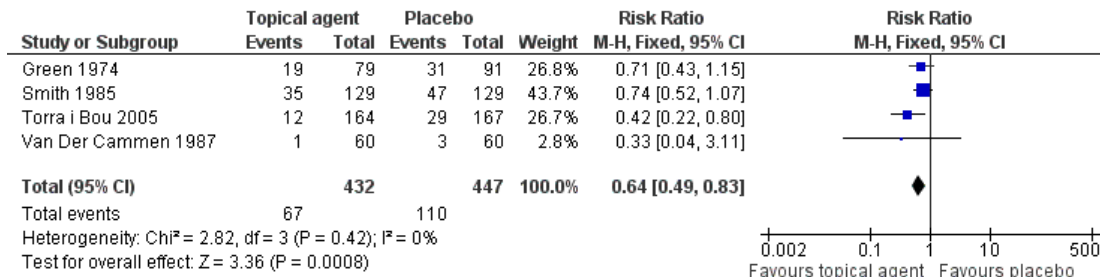 Topical agent Placebo Risk Ratio Risk Ratio
Study or Subgroup Events Total Events Total Weight M-H, Fixed, 95% CI M-H, Fixed, 95% CI
Green 1974 19 79 31 91 26.8% 0.71 [0.43, 1.15]
Smith 1985 35 129 47 129 43.7% 0.74 [0.52, 1.07]
Torra i Bou 2005 12 164 29 167 26.7% 0.42 [0.22, 0.80]
Van Der Cammen 1987 1 60 3 60 2.8% 0.33 [0.04, 3.11]
Total (95% CI) 432 447 100.0% 0.64 [0.49, 0.83]
Total events 67 110
Heterogeneity: Chi² = 2.82, df = 3 (P = 0.42); I² = 0%
Test for overall effect: Z = 3.36 (P = 0.0008)
0.002 0.1 1 10 500
Favours topical agent Favours placebo